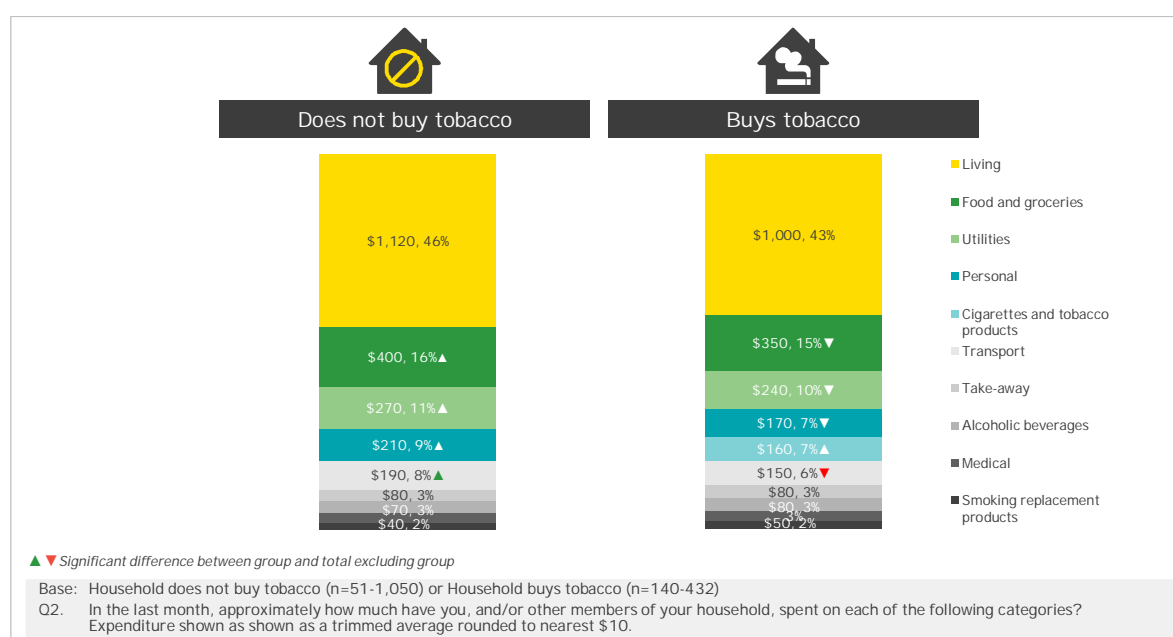 Does not buy tobacco
Buys tobacco
$1,120, 46%
$400, 16%▲
$270, 11%▲
$210, 9%▲
$190, 8%▲
$80, 3%
$70, 3%
$40, 2%
$1,000, 43%
$350, 15%▼
$240, 10%▼
$170, 7%▼
$160, 7%▲
$150, 6%▼
$80, 3%
$80, 3%
3%
$50, 2%
Living
Food and groceries
Utilities
Personal
Cigarettes and tobacco
products
Transport
Take-away
Alcoholic beverages
Medical
Smoking replacement
products
▲▼Significant difference between group and total excluding group
Base: Household does not buy tobacco (n=51-1,050) or Household buys tobacco (n=140-432)
Q2. In the last month, approximately how much have you, and/or other members of your household, spent on each of the following categories?
Expenditure shown as shown as a trimmed average rounded to nearest $10.